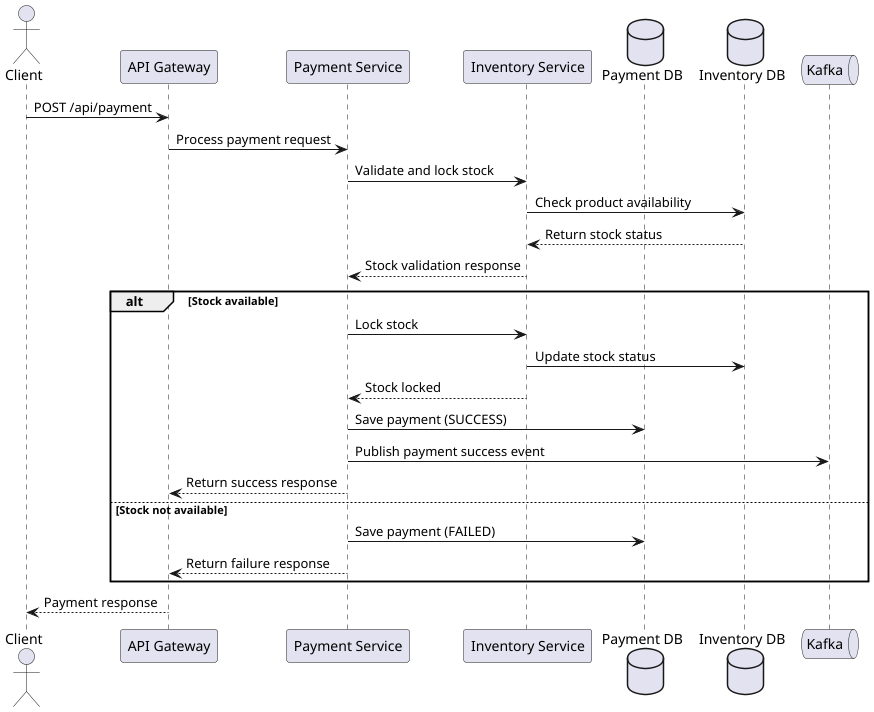 Client
API Gateway
Payment Service
Inventory Service
Payment DB
Inventory DB
Kafka
POST /api/payment
Process payment request
Validate and lock stock
Check product availability
Return stock status
Stock validation response
alt
[Stock available]
Lock stock
Update stock status
Stock locked
Save payment (SUCCESS)
Publish payment success event
Return success response
[Stock not available]
Save payment (FAILED)
Return failure response
Payment response
Client
API Gateway
Payment Service
Inventory Service
Payment DB
Inventory DB
Kafka